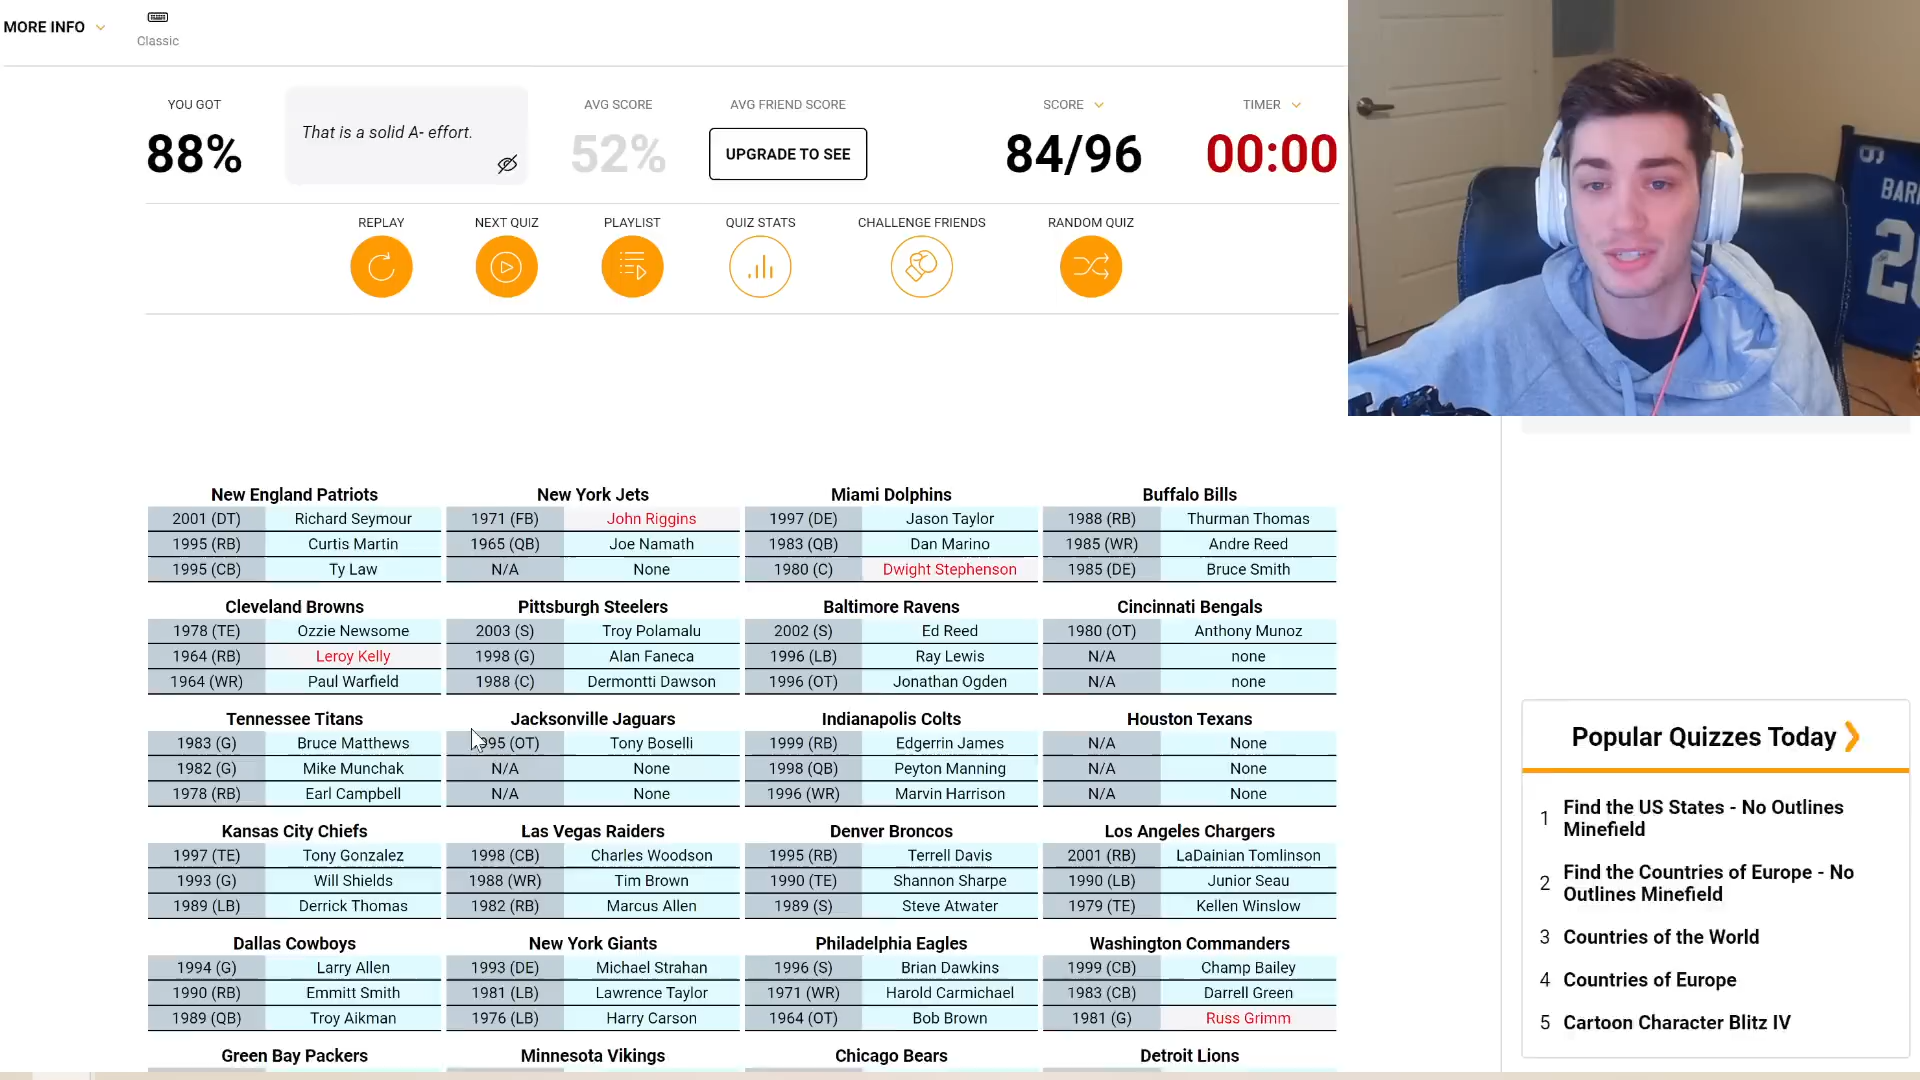 MORE INFO
Classic
YOU GOT
88%
That is a solid A- effort.
AVG SCORE
52%
AVG FRIEND SCORE
UPGRADE TO SEE
SCORE
84/96
TIMER
00:00
REPLAY
NEXT QUIZ
PLAYLIST
QUIZ STATS
CHALLENGE FRIENDS
RANDOM QUIZ
New England Patriots
2001 (DT) Richard Seymour
1995 (RB) Curtis Martin
1995 (CB) Ty Law
New York Jets
1971 (FB) John Riggins
1965 (QB) Joe Namath
N/A None
Miami Dolphins
1997 (DE) Jason Taylor
1983 (QB) Dan Marino
1980 (C) Dwight Stephenson
Buffalo Bills
1988 (RB) Thurman Thomas
1985 (WR) Andre Reed
1985 (DE) Bruce Smith
Cleveland Browns
1978 (TE) Ozzie Newsome
1964 (RB) Leroy Kelly
1964 (WR) Paul Warfield
Pittsburgh Steelers
2003 (S) Troy Polamalu
1998 (G) Alan Faneca
1988 (C) Dermontti Dawson
Baltimore Ravens
2002 (S) Ed Reed
1996 (LB) Ray Lewis
1996 (OT) Jonathan Ogden
Cincinnati Bengals
1980 (OT) Anthony Munoz
N/A none
N/A none
Tennessee Titans
1983 (G) Bruce Matthews
1982 (G) Mike Munchak
1978 (RB) Earl Campbell
Jacksonville Jaguars
995 (OT) Tony Boselli
N/A None
N/A None
Indianapolis Colts
1999 (RB) Edgerrin James
1998 (QB) Peyton Manning
1996 (WR) Marvin Harrison
Houston Texans
N/A None
N/A None
N/A None
Kansas City Chiefs
1997 (TE) Tony Gonzalez
1993 (G) Will Shields
1989 (LB) Derrick Thomas
Las Vegas Raiders
1998 (CB) Charles Woodson
1988 (WR) Tim Brown
1982 (RB) Marcus Allen
Denver Broncos
1995 (RB) Terrell Davis
1990 (TE) Shannon Sharpe
1989 (S) Steve Atwater
Los Angeles Chargers
2001 (RB) LaDainian Tomlinson
1990 (LB) Junior Seau
1979 (TE) Kellen Winslow
Dallas Cowboys
1994 (G) Larry Allen
1990 (RB) Emmitt Smith
1989 (QB) Troy Aikman
New York Giants
1993 (DE) Michael Strahan
1981 (LB) Lawrence Taylor
1976 (LB) Harry Carson
Philadelphia Eagles
1996 (S) Brian Dawkins
1971 (WR) Harold Carmichael
1964 (OT) Bob Brown
Washington Commanders
1999 (CB) Champ Bailey
1983 (CB) Darrell Green
1981 (G) Russ Grimm
Green Bay Packers
Minnesota Vikings
Chicago Bears
Detroit Lions
Popular Quizzes Today
1 Find the US States - No Outlines
Minefield
2 Find the Countries of Europe - No
Outlines Minefield
3 Countries of the World
4 Countries of Europe
5 Cartoon Character Blitz IV
BAR
2